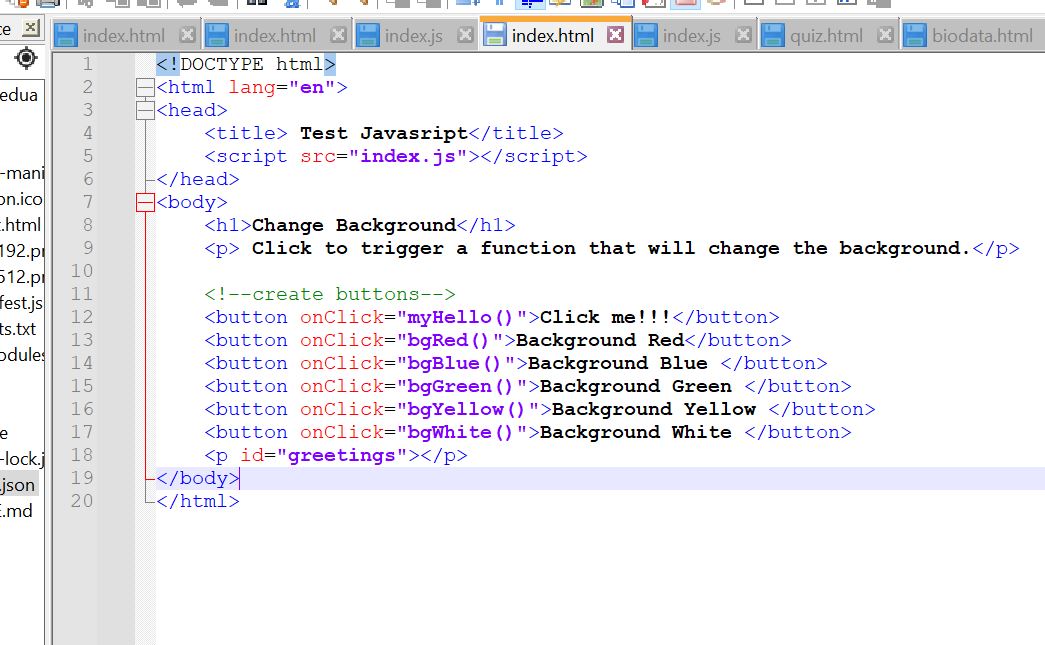 ce
index.html index.html index.js index.html index.js quiz.html biodata.html
edua
-mani
on.ico
.html
192.pr
512.pr
fest.js
ts.txt
odules
e
-lock.j
.json
E.md
1 <!DOCTYPE html>
2 <html lang="en">
3 <head>
4 <title> Test Javasript</title>
5 <script src="index.js"></script>
6 </head>
7 <body>
8 <h1>Change Background</h1>
9 <p> Click to trigger a function that will change the background.</p>
10
11 <!--create buttons-->
12 <button onClick="myHello()">Click me!!!</button>
13 <button onClick="bgRed()">Background Red</button>
14 <button onClick="bgBlue()">Background Blue </button>
15 <button onClick="bgGreen()">Background Green </button>
16 <button onClick="bgYellow()">Background Yellow </button>
17 <button onClick="bgWhite()">Background White </button>
18 <p id="greetings"></p>
19 </body>
20 </html>